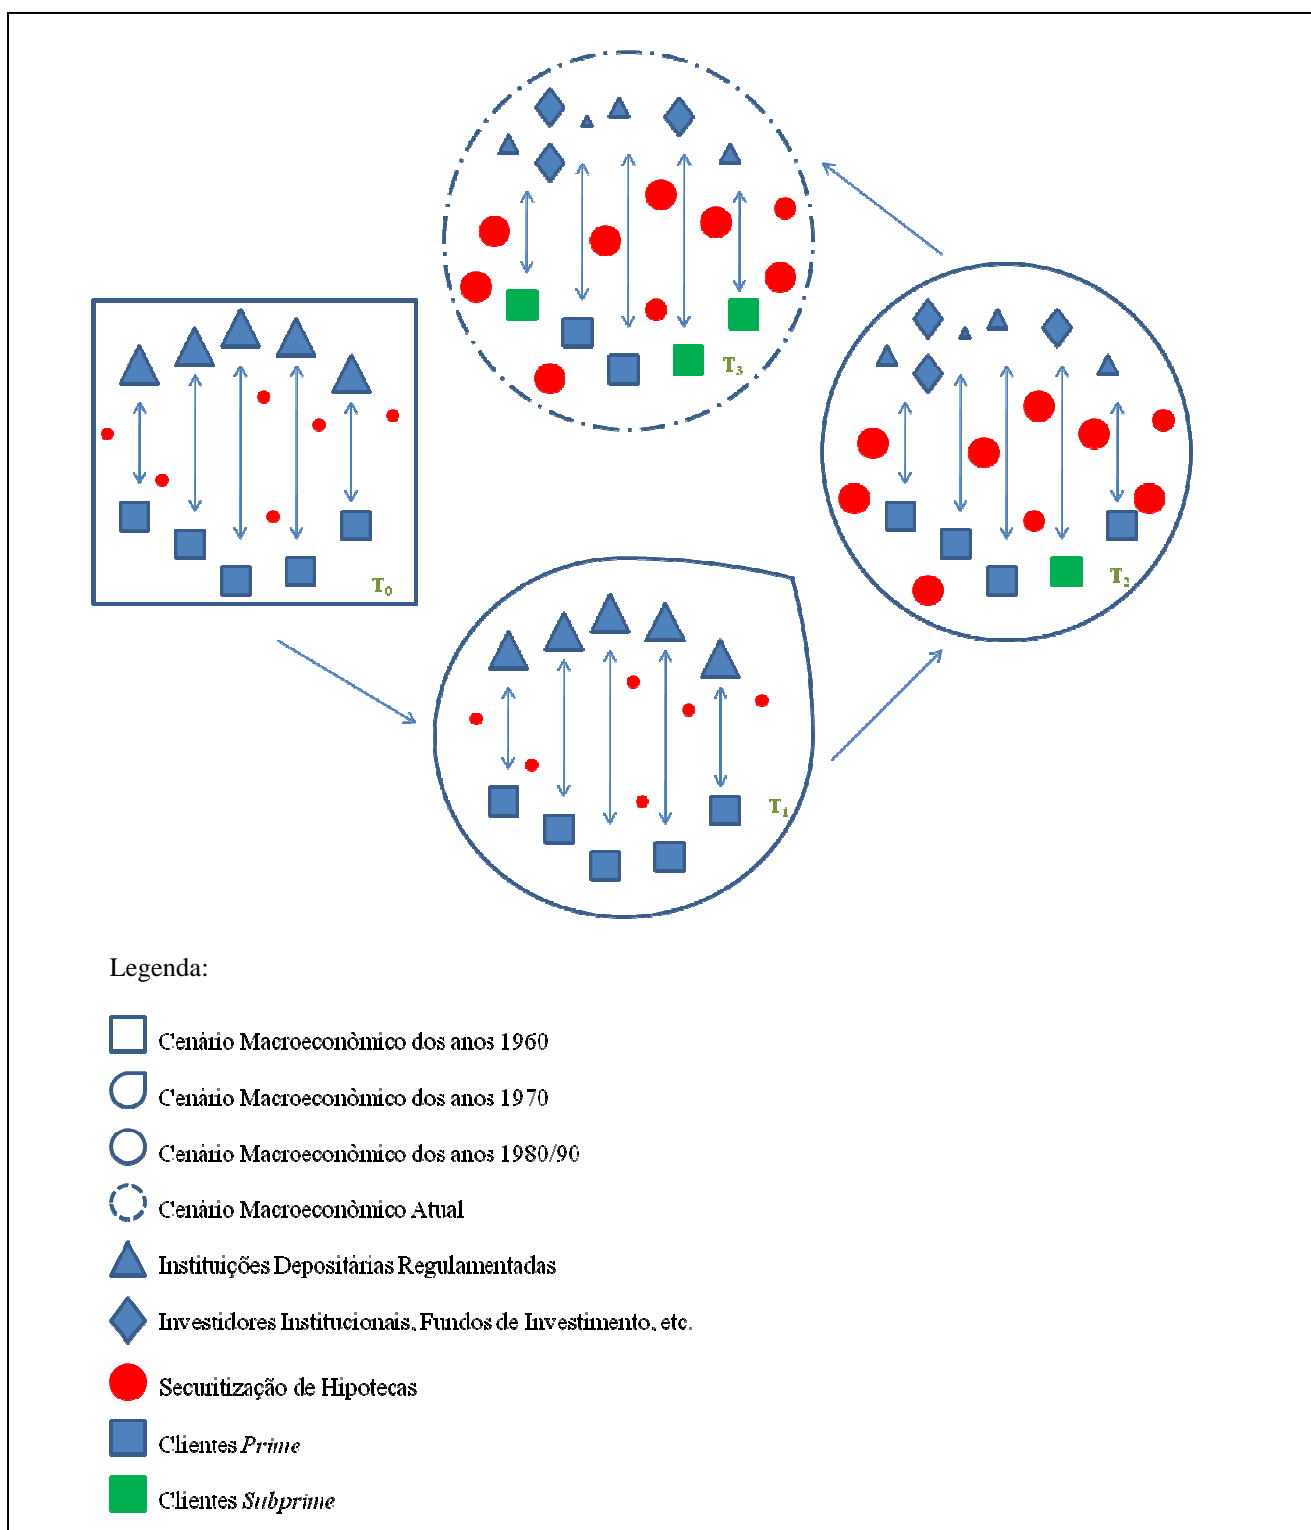 T3
T0
T2
T1
Legenda:
Cenário Macroeconômico dos anos 1960
Cenário Macroeconômico dos anos 1970
Cenário Macroeconômico dos anos 1980/90
Cenário Macroeconômico Atual
Instituições Depositárias Regulamentadas
Investidores Institucionais, Fundos de Investimento, etc.
Securitização de Hipotecas
Clientes Prime
Clientes Subprime